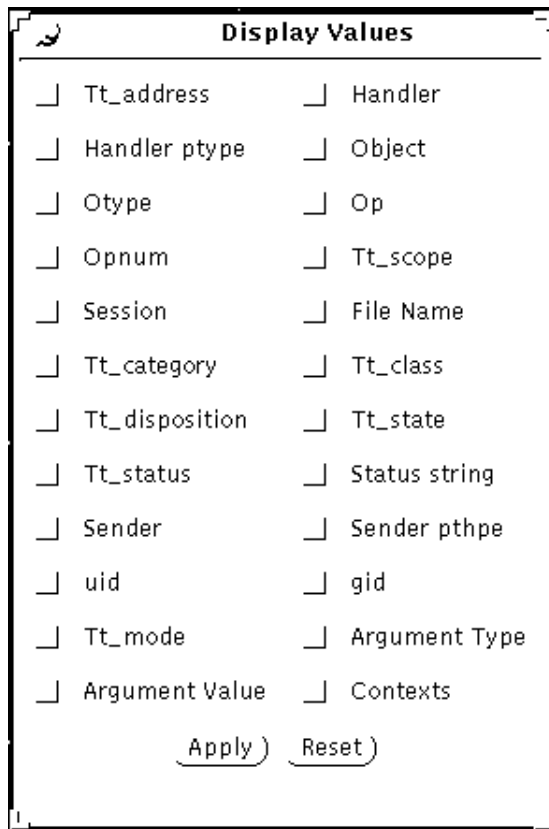 Display Values
Tt_address Handler
Handler ptype Object
Otype Op
Opnum Tt_scope
Session File Name
Tt_category Tt_class
Tt_disposition Tt_state
Tt_status Status string
Sender Sender pthpe
uid gid
Tt_mode Argument Type
Argument Value Contexts
Apply Reset